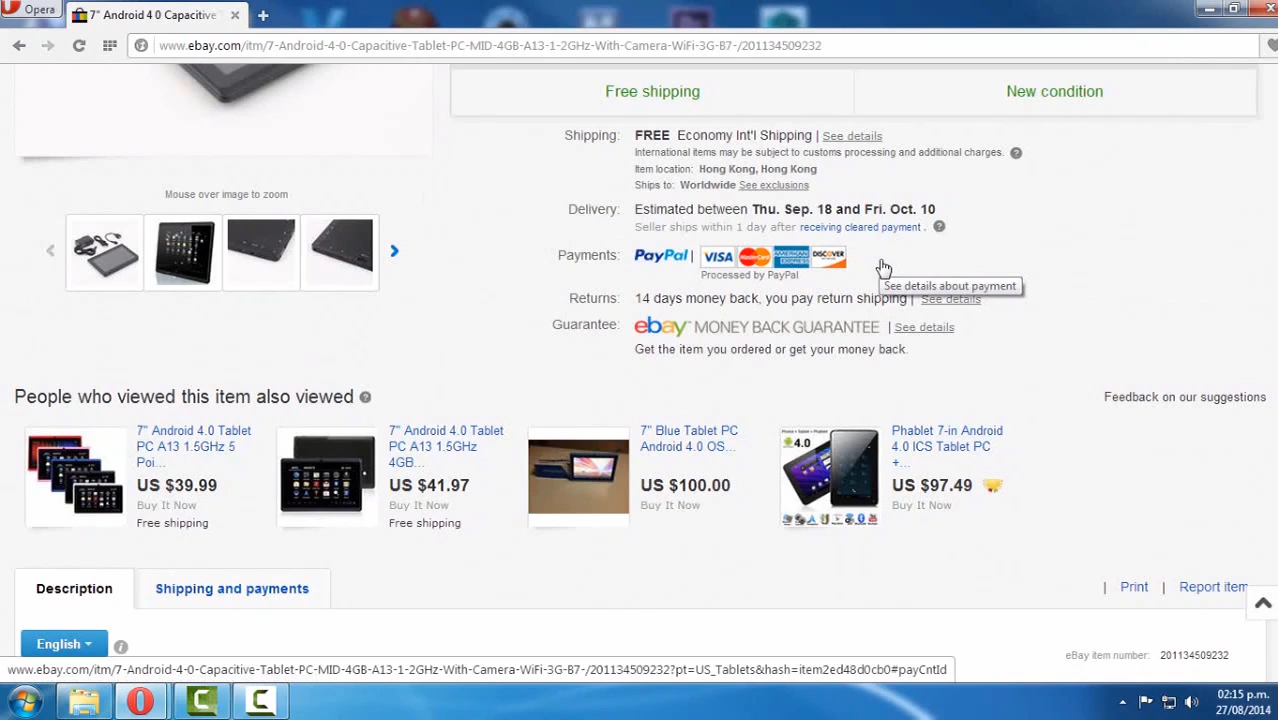 Opera
7" Android 4 0 Capacitive
www.ebay.com/itm/7-Android-4-0-Capacitive-Tablet-PC-MID-4GB-A13-1-2GHz-With-Camera-WiFi-3G-B7-/201134509232
Free shipping
New condition
Shipping: FREE Economy Int'l Shipping | See details
International items may be subject to customs processing and additional charges. ?
Item location: Hong Kong, Hong Kong
Ships to: Worldwide See exclusions
Mouse over image to zoom
Delivery: Estimated between Thu. Sep. 18 and Fri. Oct. 10
Seller ships within 1 day after receiving cleared payment . ?
Payments: PayPal | VISA MasterCard AMERICAN EXPRESS DISCOVER
Processed by PayPal
See details about payment
Returns: 14 days money back, you pay return shipping | See details
Guarantee: ebay MONEY BACK GUARANTEE | See details
Get the item you ordered or get your money back.
People who viewed this item also viewed ?
Feedback on our suggestions
7" Android 4.0 Tablet
PC A13 1.5GHz 5
Poi...
US $39.99
Buy It Now
Free shipping
7" Android 4.0 Tablet
PC A13 1.5GHz
4GB...
US $41.97
Buy It Now
Free shipping
7" Blue Tablet PC
Android 4.0 OS...
US $100.00
Buy It Now
4.0
Phablet 7-in Android
4.0 ICS Tablet PC
+...
US $97.49
Buy It Now
Description
Shipping and payments
| Print | Report item
English
eBay item number: 201134509232
www.ebay.com/itm/7-Android-4-0-Capacitive-Tablet-PC-MID-4GB-A13-1-2GHz-With-Camera-WiFi-3G-B7-/201134509232?pt=US_Tablets&hash=item2ed48d0cb0#payCntId
02:15 p.m.
27/08/2014